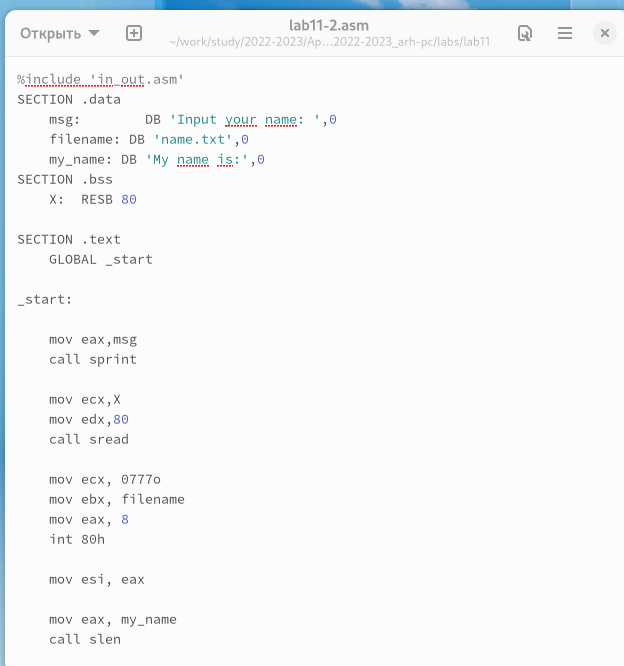 Открыть
lab11-2.asm
~/work/study/2022-2023/Ap...2022-2023_arh-pc/labs/lab11
%include 'in_out.asm'
SECTION .data
    msg:        DB 'Input your name: ',0
    filename: DB 'name.txt',0
    my_name: DB 'My name is:',0
SECTION .bss
    X:  RESB 80

SECTION .text
    GLOBAL _start

_start:

    mov eax,msg
    call sprint

    mov ecx,X
    mov edx,80
    call sread

    mov ecx, 0777o
    mov ebx, filename
    mov eax, 8
    int 80h

    mov esi, eax

    mov eax, my_name
    call slen